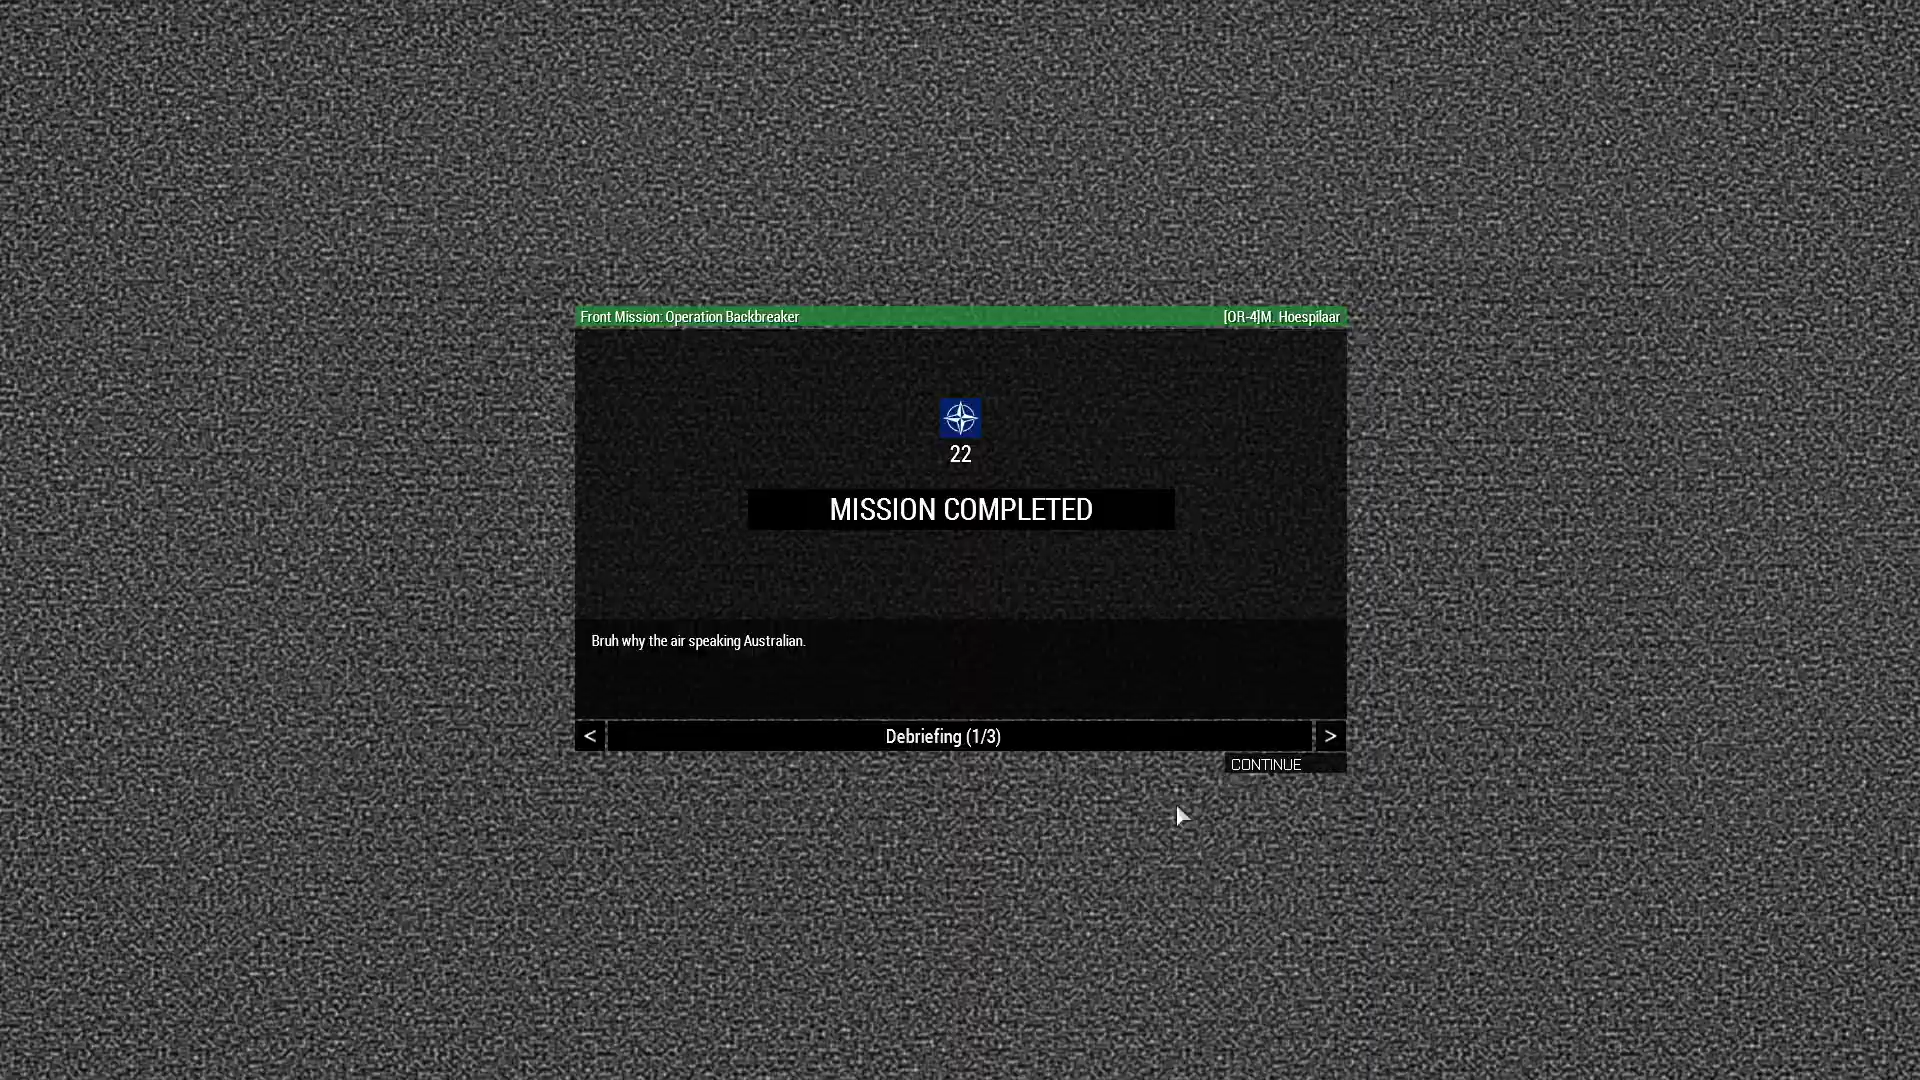 Front Mission: Operation Backbreaker
[OR-4]M. Hoespilaar
22
MISSION COMPLETED
Bruh why the air speaking Australian.
< Debriefing (1/3) >
CONTINUE